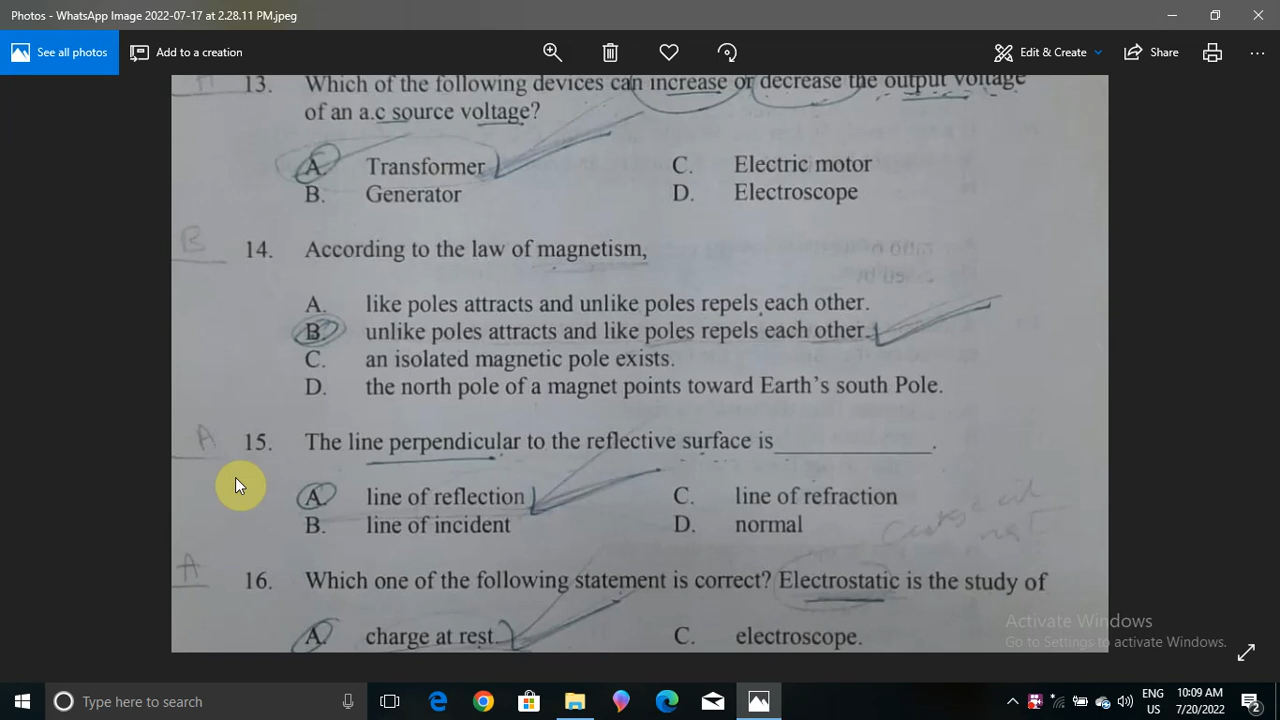 Photos - WhatsApp Image 2022-07-17 at 2.28.11 PM.jpeg
See all photos
Add to a creation
Edit & Create
Share
13. Which of the following devices can increase or decrease the output voltage
of an a.c source voltage?
A. Transformer C. Electric motor
B. Generator D. Electroscope
B 14. According to the law of magnetism,
A. like poles attracts and unlike poles repels each other.
B. unlike poles attracts and like poles repels each other.
C. an isolated magnetic pole exists.
D. the north pole of a magnet points toward Earth's south Pole.
A 15. The line perpendicular to the reflective surface is____________.
A. line of reflection C. line of refraction
B. line of incident D. normal
A 16. Which one of the following statement is correct? Electrostatic is the study of
A. charge at rest. C. electroscope.
Activate Windows
Go to Settings to activate Windows.
Type here to search
ENG
US
10:09 AM
7/20/2022
2